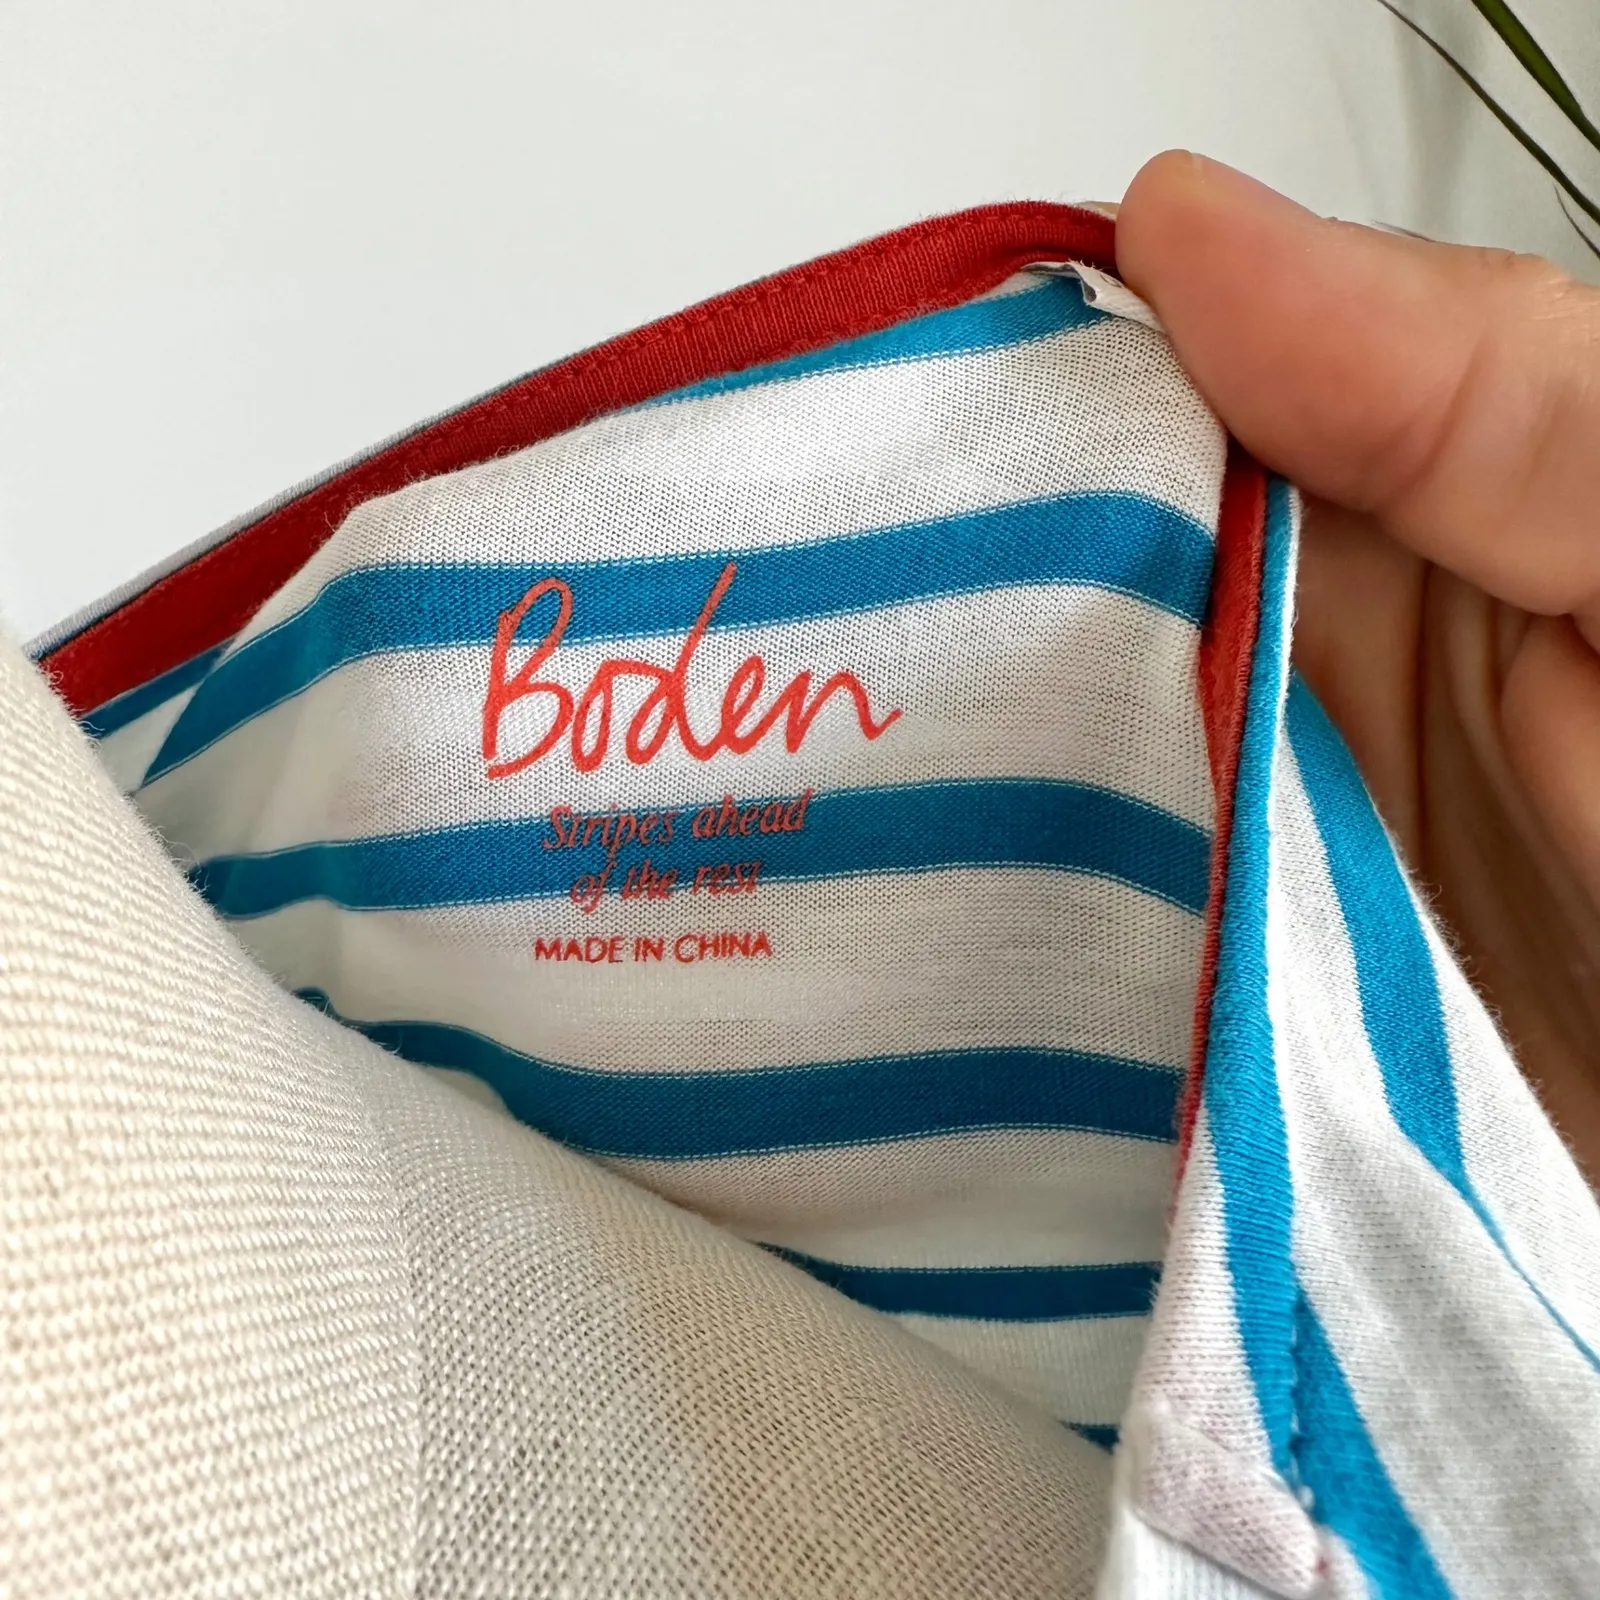 Boden
Stripes ahead
of the rest
MADE IN CHINA